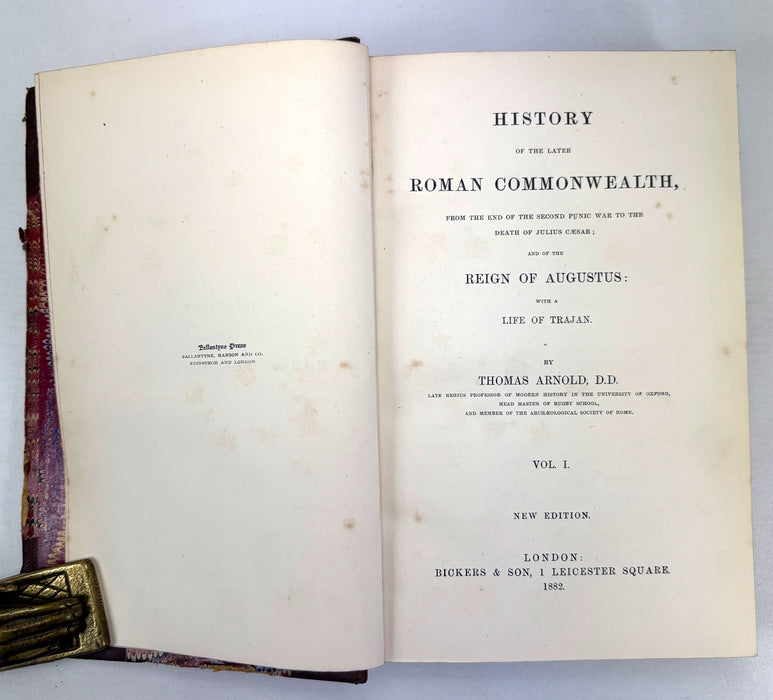 Ballantyne Press
BALLANTYNE, HANSON AND CO.
EDINBURGH AND LONDON
HISTORY
OF THE LATER
ROMAN COMMONWEALTH,
FROM THE END OF THE SECOND PUNIC WAR TO THE
DEATH OF JULIUS CÆSAR;
AND OF THE
REIGN OF AUGUSTUS:
WITH A
LIFE OF TRAJAN.
BY
THOMAS ARNOLD, D.D.
LATE REGIUS PROFESSOR OF MODERN HISTORY IN THE UNIVERSITY OF OXFORD,
HEAD MASTER OF RUGBY SCHOOL,
AND MEMBER OF THE ARCHÆOLOGICAL SOCIETY OF ROME.
VOL. I.
NEW EDITION.
LONDON:
BICKERS & SON, 1 LEICESTER SQUARE.
1882.